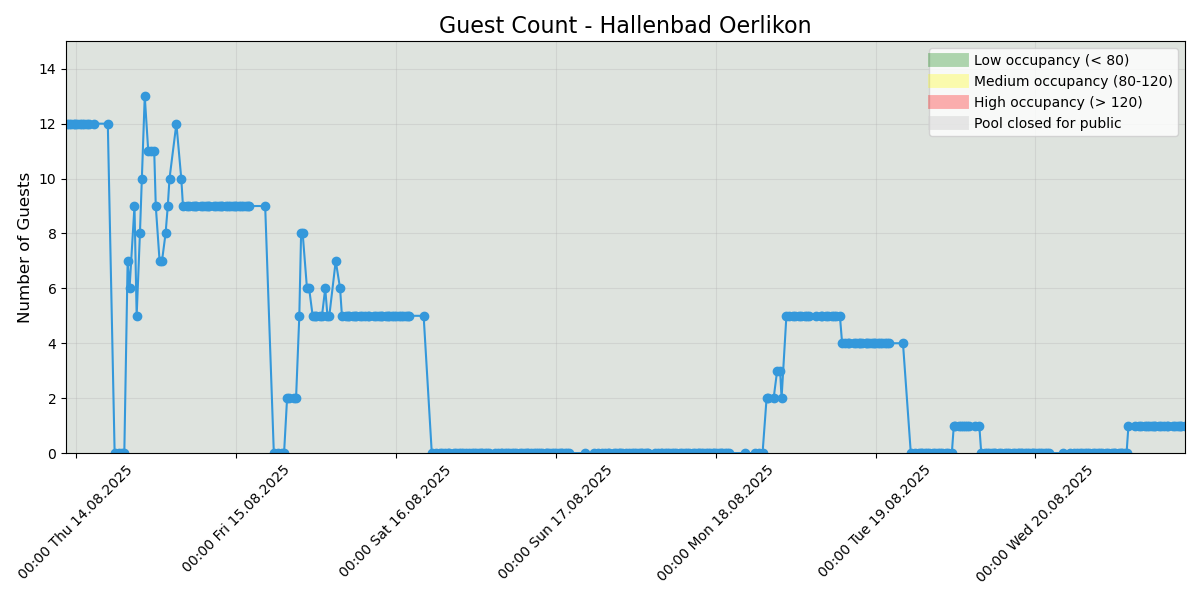 Guest Count - Hallenbad Oerlikon
Low occupancy (< 80)
Medium occupancy (80-120)
High occupancy (> 120)
Pool closed for public
Number of Guests
14
12
10
8
6
4
2
0
00:00 Thu 14.08.2025
00:00 Fri 15.08.2025
00:00 Sat 16.08.2025
00:00 Sun 17.08.2025
00:00 Mon 18.08.2025
00:00 Tue 19.08.2025
00:00 Wed 20.08.2025